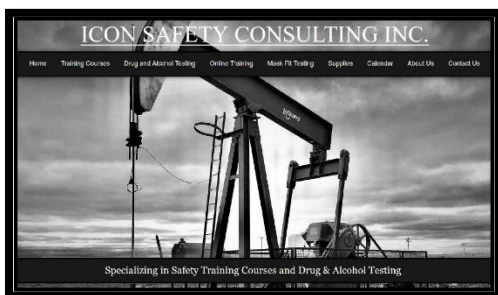 ICON SAFETY CONSULTING INC.
Home Training Courses Drug and Alcohol Testing Online Training Mask Fit Testing Supplies Calendar About Us Contact Us
Specializing in Safety Training Courses and Drug & Alcohol Testing